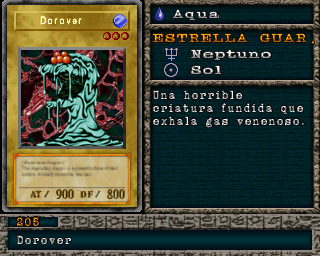 Dorover
Aqua
ESTRELLA GUAR.
Neptuno
Sol
Una horrible
criatura fundida que
exhala gas venenoso.
AT/ 900 DF/ 800
205
Dorover